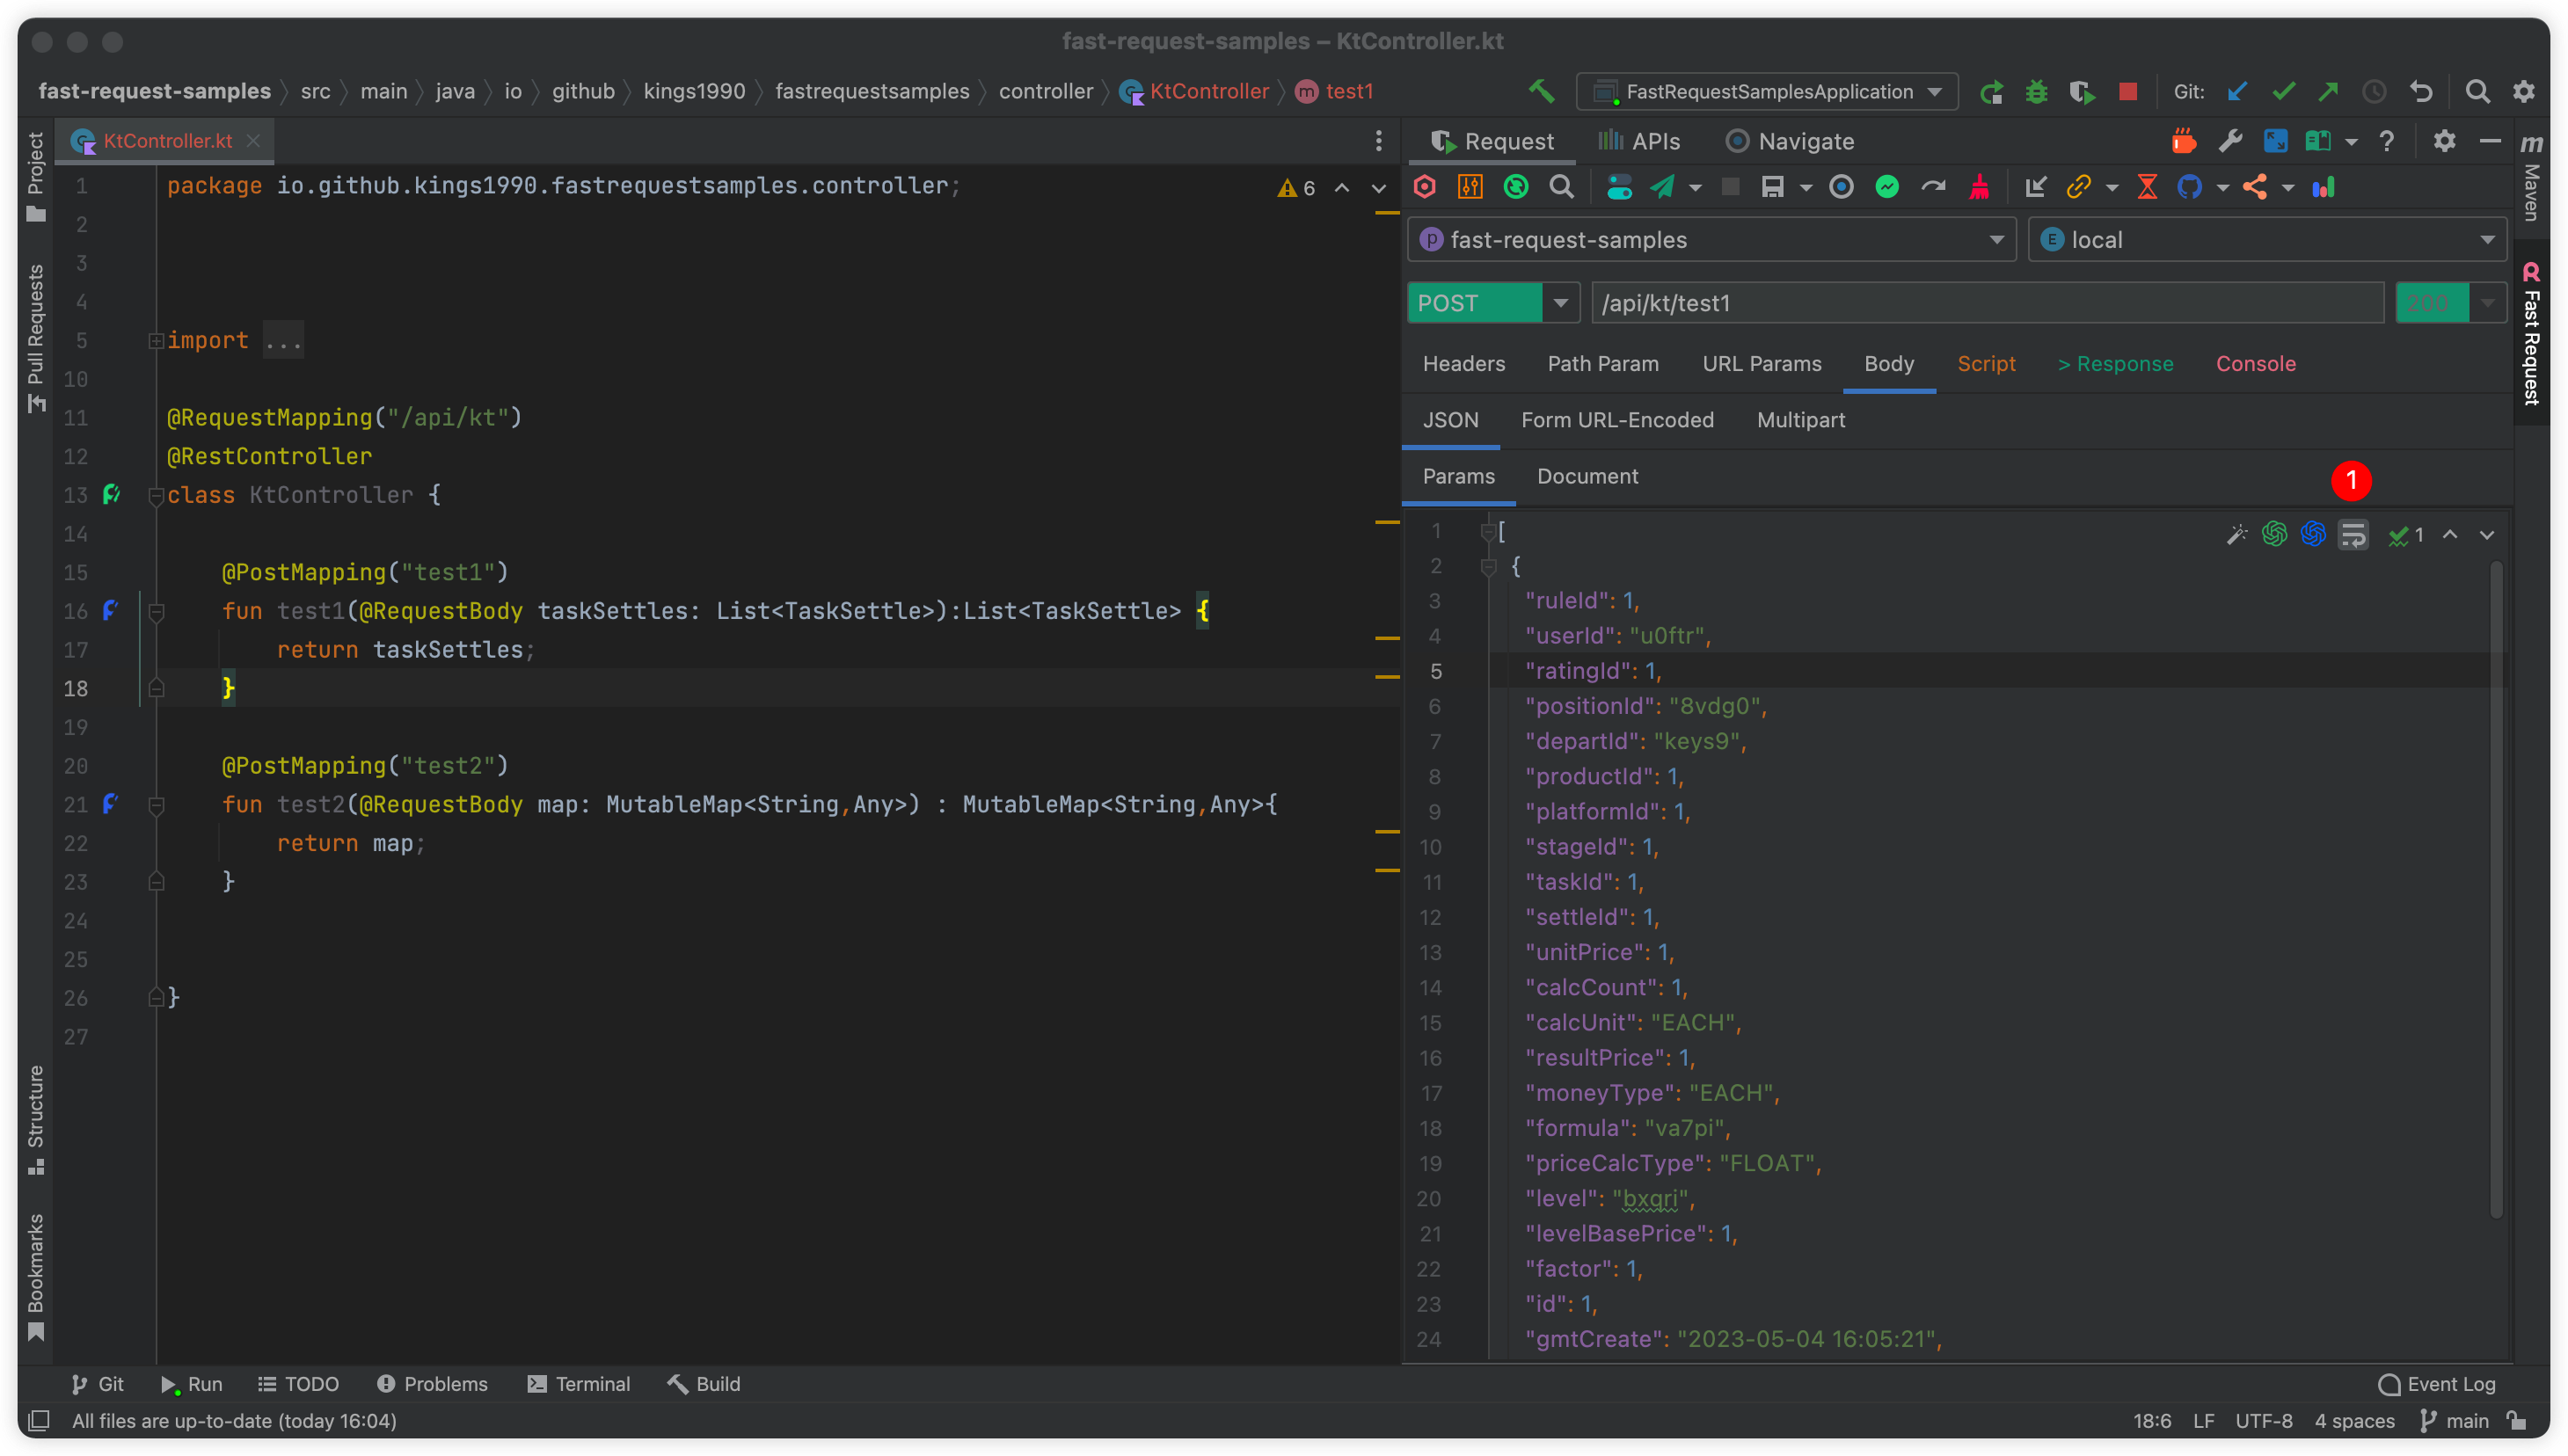 fast-request-samples – KtController.kt
fast-request-samples src main java io github kings1990 fastrequestsamples controller KtController m test1
FastRequestSamplesApplication
Git:
Project
Pull Requests
Structure
Bookmarks
KtController.kt
6
1 package io.github.kings1990.fastrequestsamples.controller;
2
3
4
5 import ...
10
11 @RequestMapping("/api/kt")
12 @RestController
13 class KtController {
14
15 @PostMapping("test1")
16 fun test1(@RequestBody taskSettles: List<TaskSettle>):List<TaskSettle> {
17 return taskSettles;
18 }
19
20 @PostMapping("test2")
21 fun test2(@RequestBody map: MutableMap<String,Any>) : MutableMap<String,Any>{
22 return map;
23 }
24
25
26 }
27
Request APIs Navigate
?
m Maven
Fast Request
p fast-request-samples
E local
POST /api/kt/test1 200
Headers Path Param URL Params Body Script > Response Console
JSON Form URL-Encoded Multipart
Params Document
1
1
1 [
2 {
3 "ruleId": 1,
4 "userId": "u0ftr",
5 "ratingId": 1,
6 "positionId": "8vdg0",
7 "departId": "keys9",
8 "productId": 1,
9 "platformId": 1,
10 "stageId": 1,
11 "taskId": 1,
12 "settleId": 1,
13 "unitPrice": 1,
14 "calcCount": 1,
15 "calcUnit": "EACH",
16 "resultPrice": 1,
17 "moneyType": "EACH",
18 "formula": "va7pi",
19 "priceCalcType": "FLOAT",
20 "level": "bxqri",
21 "levelBasePrice": 1,
22 "factor": 1,
23 "id": 1,
24 "gmtCreate": "2023-05-04 16:05:21",
Git Run TODO Problems Terminal Build
Event Log
All files are up-to-date (today 16:04)
18:6 LF UTF-8 4 spaces main